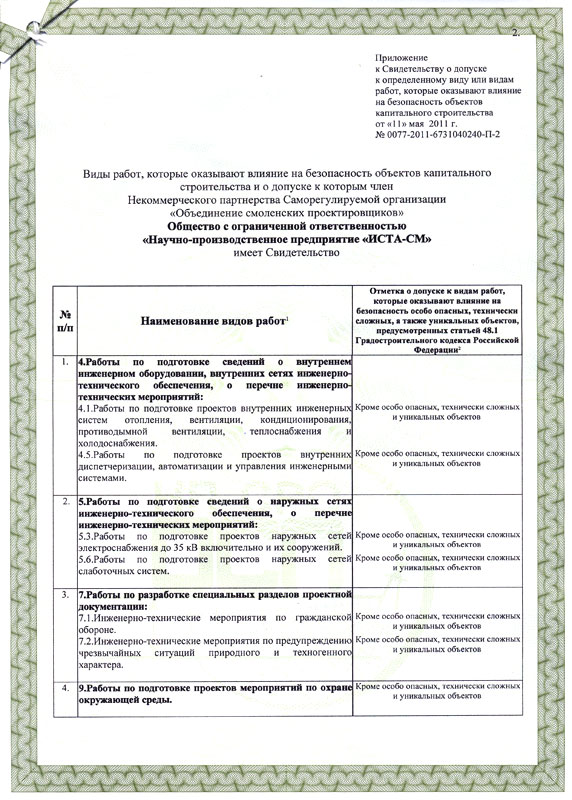 2.
Приложение
к Свидетельству о допуске
к определенному виду или видам
работ, которые оказывают влияние
на безопасность объектов
капитального строительства
от «11» мая 2011 г.
№ 0077-2011-6731040240-П-2
Виды работ, которые оказывают влияние на безопасность объектов капитального
строительства и о допуске к которым член
Некоммерческого партнерства Саморегулируемой организации
«Объединение смоленских проектировщиков»
Общество с ограниченной ответственностью
«Научно-производственное предприятие «ИСТА-СМ»
имеет Свидетельство
№
п/п
Наименование видов работ1
Отметка о допуске к видам работ,
которые оказывают влияние на
безопасность особо опасных, технически
сложных, а также уникальных объектов,
предусмотренных статьей 48.1
Градостроительного кодекса Российской
Федерации2
1.
4.Работы по подготовке сведений о внутреннем
инженерном оборудовании, внутренних сетях инженерно-
технического обеспечения, о перечне инженерно-
технических мероприятий:
4.1.Работы по подготовке проектов внутренних инженерных
систем отопления, вентиляции, кондиционирования,
противодымной вентиляции, теплоснабжения и
холодоснабжения.
Кроме особо опасных, технически сложных
и уникальных объектов
4.5.Работы по подготовке проектов внутренних
диспетчеризации, автоматизации и управления инженерными
системами.
Кроме особо опасных, технически сложных
и уникальных объектов
2.
5.Работы по подготовке сведений о наружных сетях
инженерно-технического обеспечения, о перечне
инженерно-технических мероприятий:
5.3.Работы по подготовке проектов наружных сетей
электроснабжения до 35 кВ включительно и их сооружений.
Кроме особо опасных, технически сложных
и уникальных объектов
5.6.Работы по подготовке проектов наружных сетей
слаботочных систем.
Кроме особо опасных, технически сложных
и уникальных объектов
3.
7.Работы по разработке специальных разделов проектной
документации:
7.1.Инженерно-технические мероприятия по гражданской
обороне.
Кроме особо опасных, технически сложных
и уникальных объектов
7.2.Инженерно-технические мероприятия по предупреждению
чрезвычайных ситуаций природного и техногенного
характера.
Кроме особо опасных, технически сложных
и уникальных объектов
4.
9.Работы по подготовке проектов мероприятий по охране
окружающей среды.
Кроме особо опасных, технически сложных
и уникальных объектов